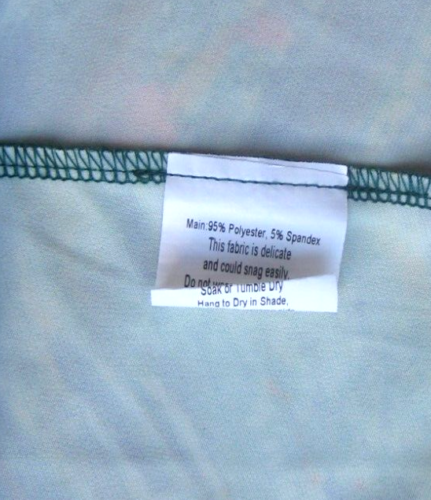 Main:95% Polyester, 5% Spandex
This fabric is delicate
and could snag easily.
Do not
Soak or Tumble Dry
Hang to Dry in Shade,